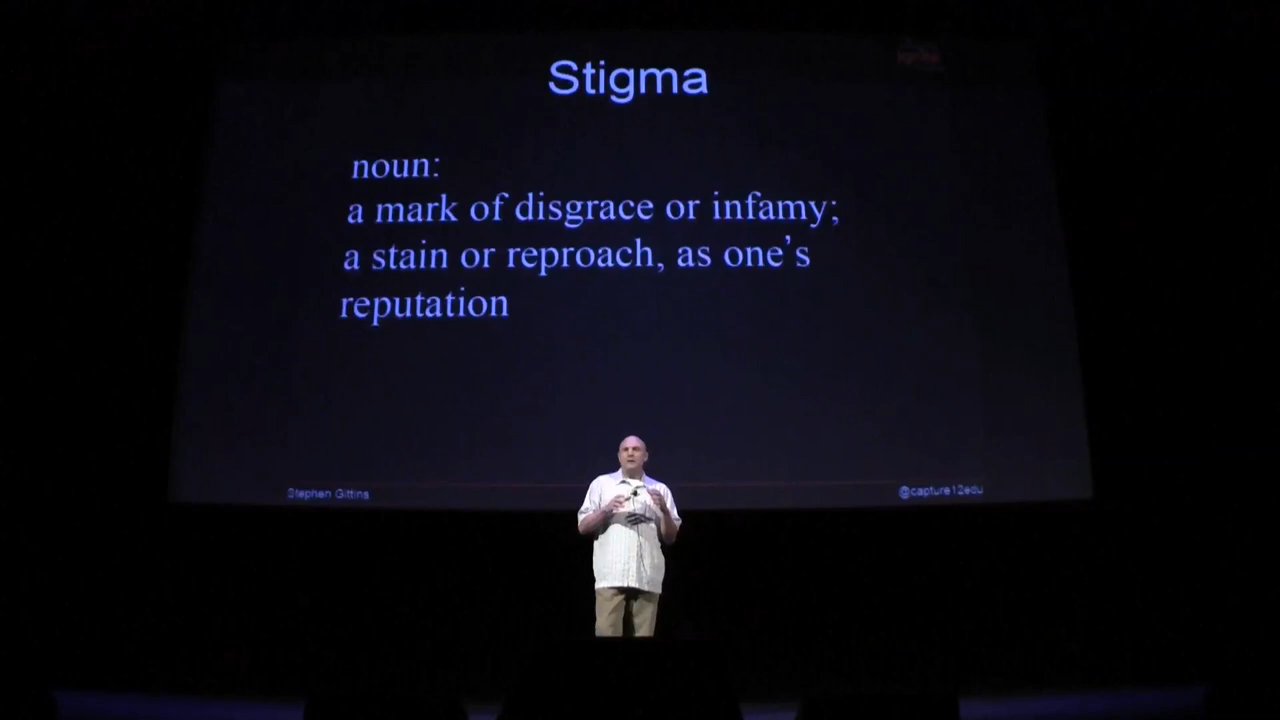 Stigma
noun:
a mark of disgrace or infamy;
a stain or reproach, as one’s
reputation
Stephen Gittins
@capture12edu